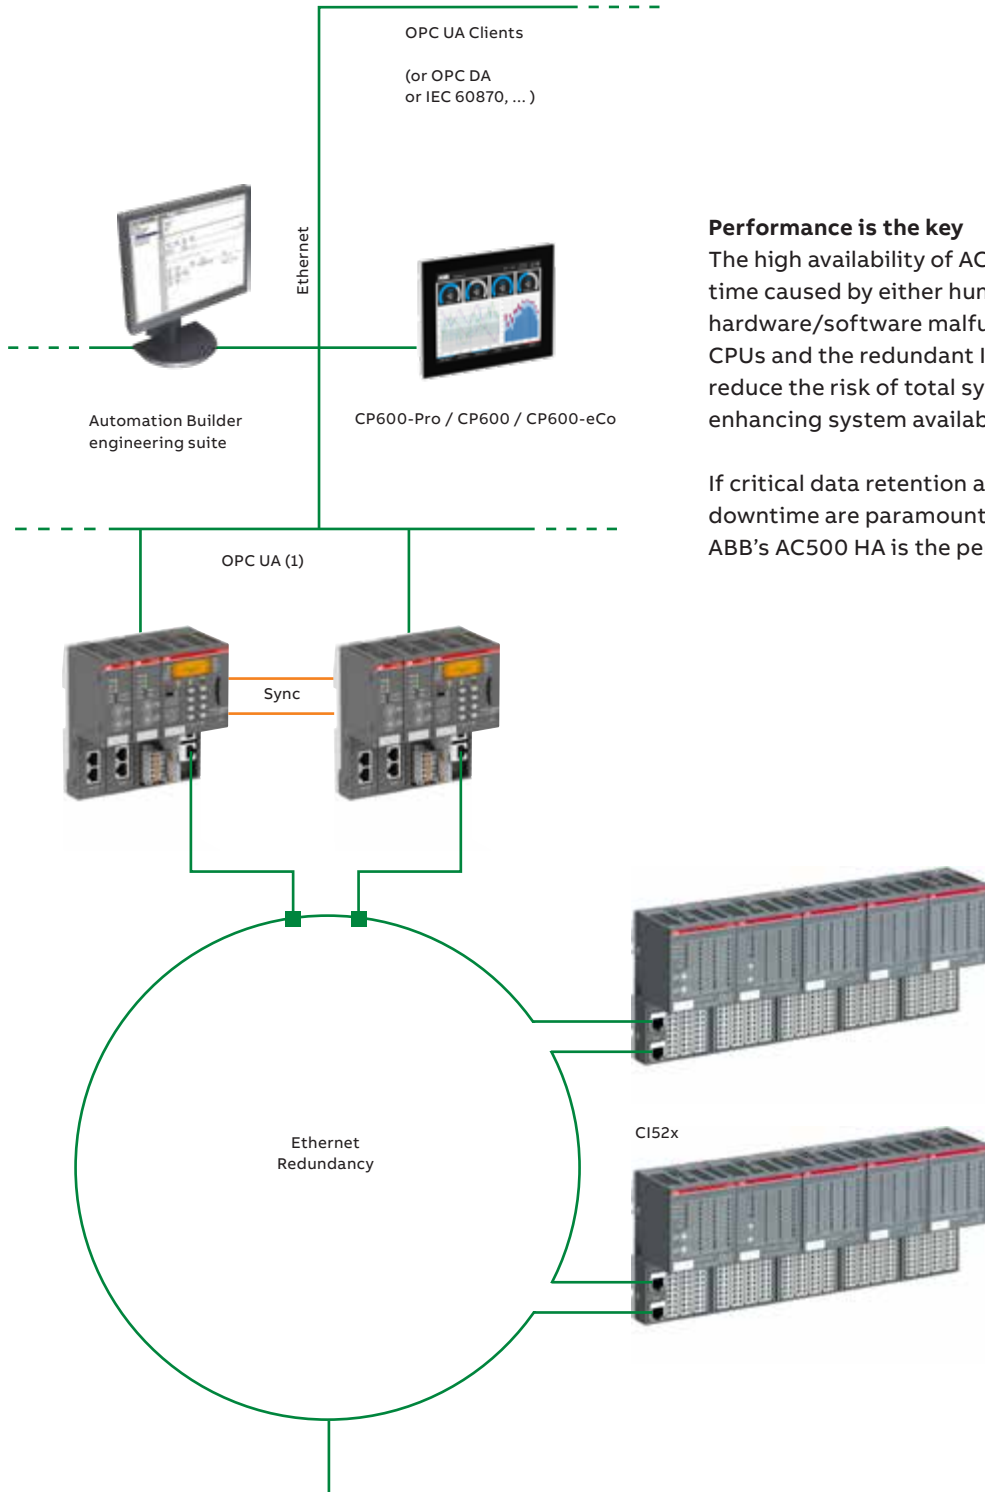 OPC UA Clients
(or OPC DA
or IEC 60870, ... )
Ethernet
Automation Builder
engineering suite
CP600-Pro / CP600 / CP600-eCo
OPC UA (1)
Sync
Ethernet
Redundancy
CI52x
Performance is the key
The high availability of AC
time caused by either hum
hardware/software malfu
CPUs and the redundant I
reduce the risk of total sy
enhancing system availab
If critical data retention a
downtime are paramount
ABB's AC500 HA is the pe